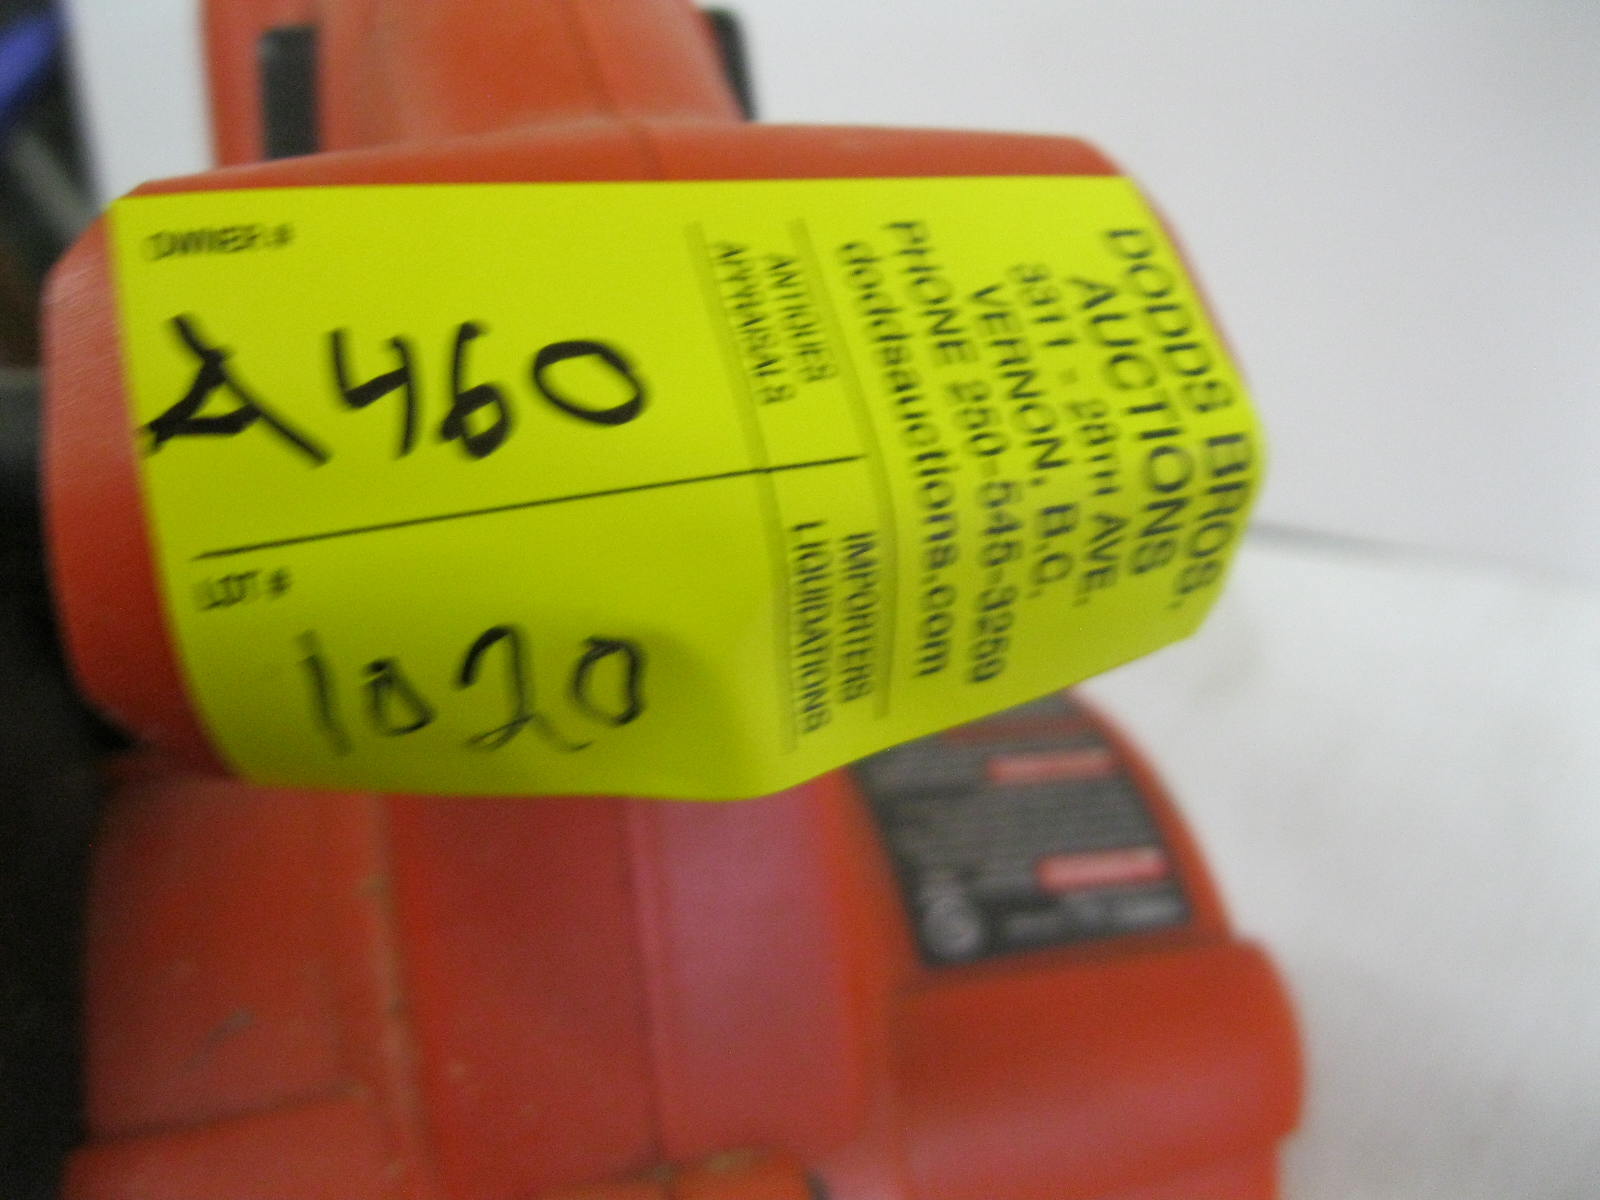 DODDS BROS.
AUCTIONS
3311 - 28TH AVE.
VERNON, B.C.
PHONE 250-545-3259
doddsauctions.com
ANTIQUES
APPRAISALS
IMPORTERS
LIQUIDATIONS
OWNER #
A460
LOT #
1020